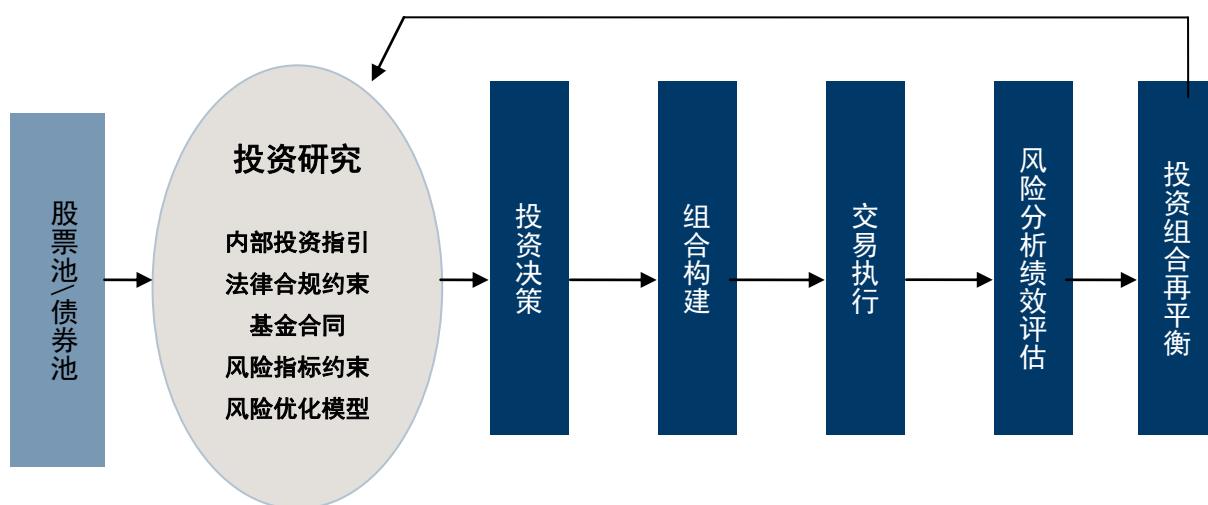 股票池\债券池
投资研究
内部投资指引
法律合规约束
基金合同
风险指标约束
风险优化模型
投资决策
组合构建
交易执行
风险分析绩效评估
投资组合再平衡